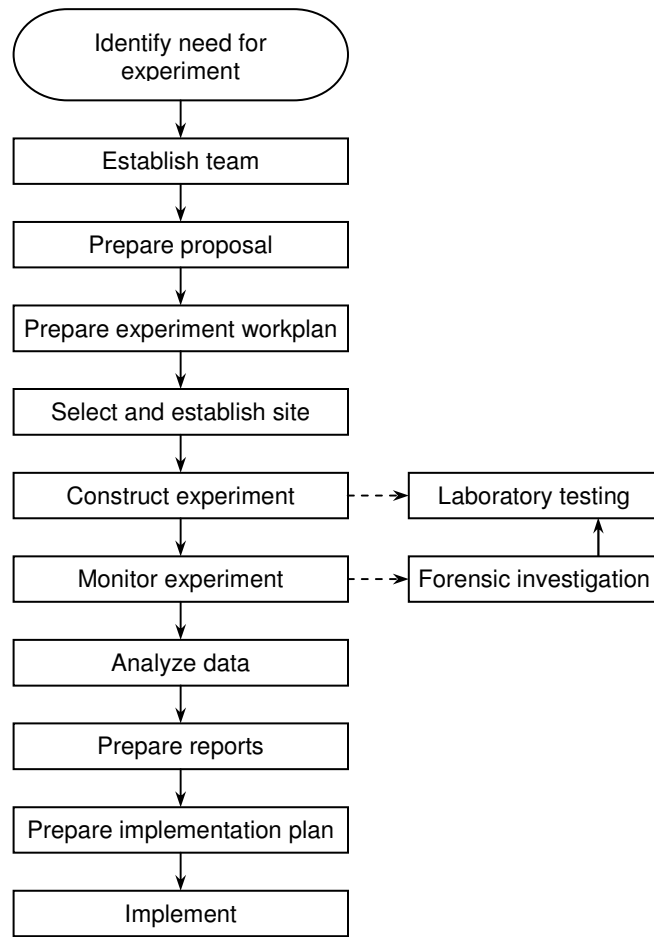 Identify need for
experiment
Establish team
Prepare proposal
Prepare experiment workplan
Select and establish site
Construct experiment
Laboratory testing
Monitor experiment
Forensic investigation
Analyze data
Prepare reports
Prepare implementation plan
Implement